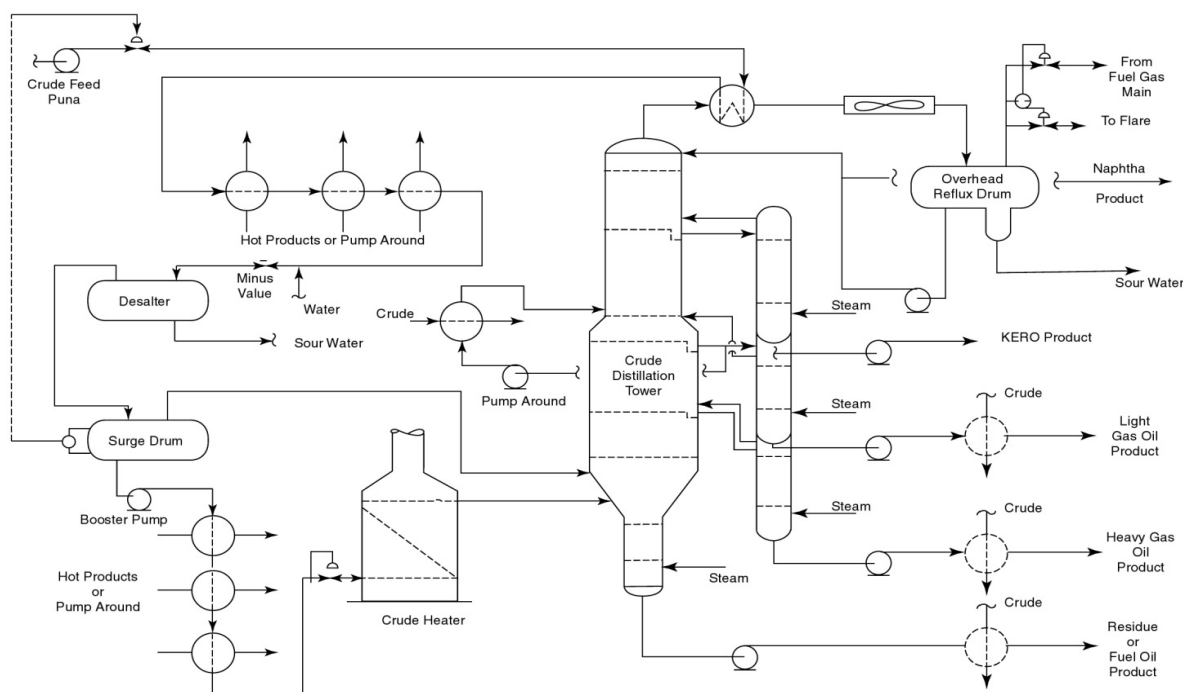 Crude Feed
Puna
From
Fuel Gas
Main
To Flare
Overhead
Reflux Drum
Naphtha
Product
Sour Water
Hot Products or Pump Around
Minus
Value
Water
Desalter
Sour Water
Crude
Pump Around
Crude
Distillation
Tower
Steam
KERO Product
Steam
Crude
Light
Gas Oil
Product
Surge Drum
Booster Pump
Hot Products
or
Pump Around
Crude Heater
Steam
Steam
Crude
Heavy Gas
Oil
Product
Crude
Residue
or
Fuel Oil
Product